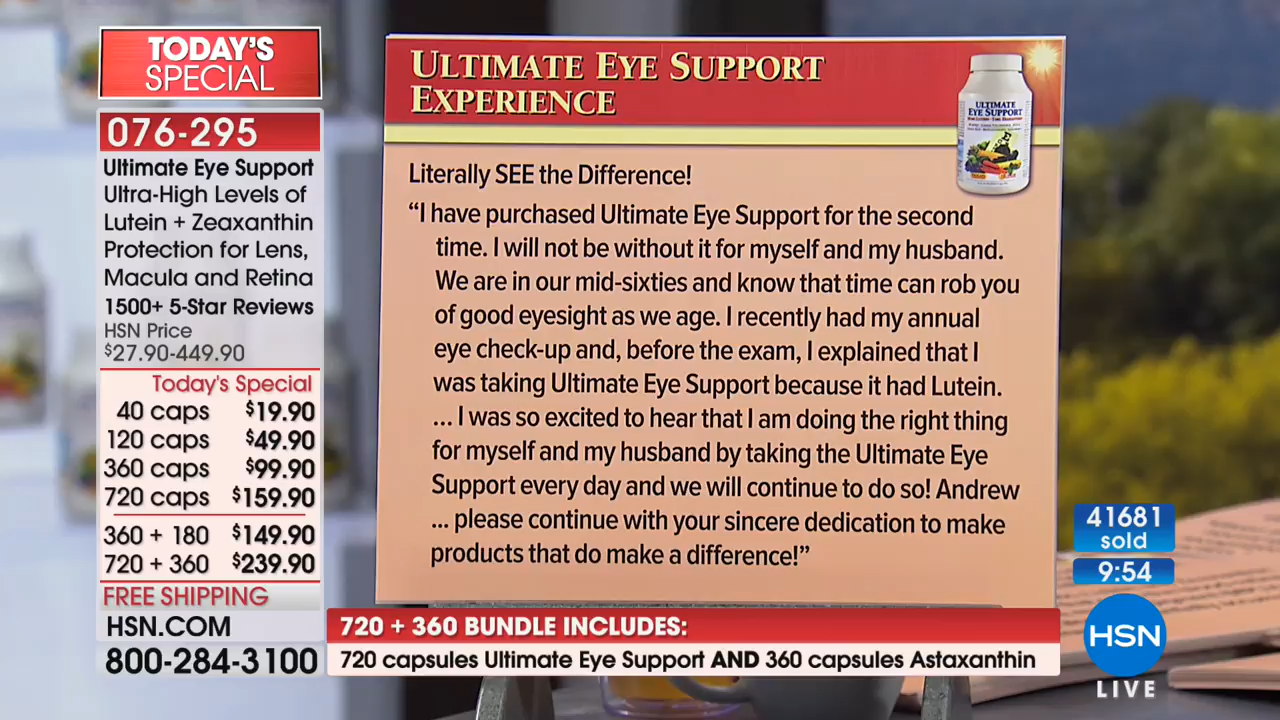 TODAY'S
SPECIAL
076-295
Ultimate Eye Support
Ultra-High Levels of
Lutein + Zeaxanthin
Protection for Lens,
Macula and Retina
1500+ 5-Star Reviews
HSN Price
$27.90-449.90
Today's Special
40 caps $19.90
120 caps $49.90
360 caps $99.90
720 caps $159.90
360 + 180 $149.90
720 + 360 $239.90
FREE SHIPPING
HSN.COM
800-284-3100
ULTIMATE EYE SUPPORT
EXPERIENCE
ULTIMATE
EYE SUPPORT
Literally SEE the Difference!
“I have purchased Ultimate Eye Support for the second
time. I will not be without it for myself and my husband.
We are in our mid-sixties and know that time can rob you
of good eyesight as we age. I recently had my annual
eye check-up and, before the exam, I explained that I
was taking Ultimate Eye Support because it had Lutein.
... I was so excited to hear that I am doing the right thing
for myself and my husband by taking the Ultimate Eye
Support every day and we will continue to do so! Andrew
... please continue with your sincere dedication to make
products that do make a difference!”
720 + 360 BUNDLE INCLUDES:
720 capsules Ultimate Eye Support AND 360 capsules Astaxanthin
41681
sold
9:54
HSN
LIVE